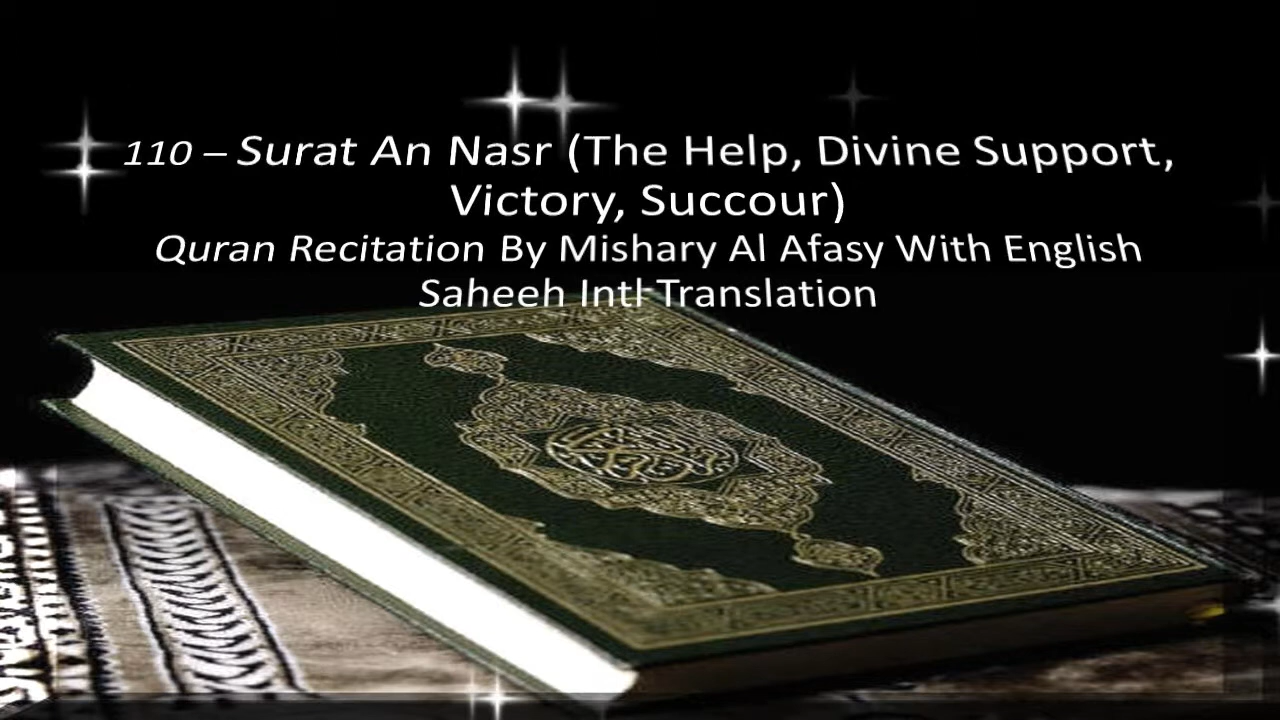 110 – Surat An Nasr (The Help, Divine Support,
Victory, Succour)
Quran Recitation By Mishary Al Afasy With English
Saheeh Intl Translation